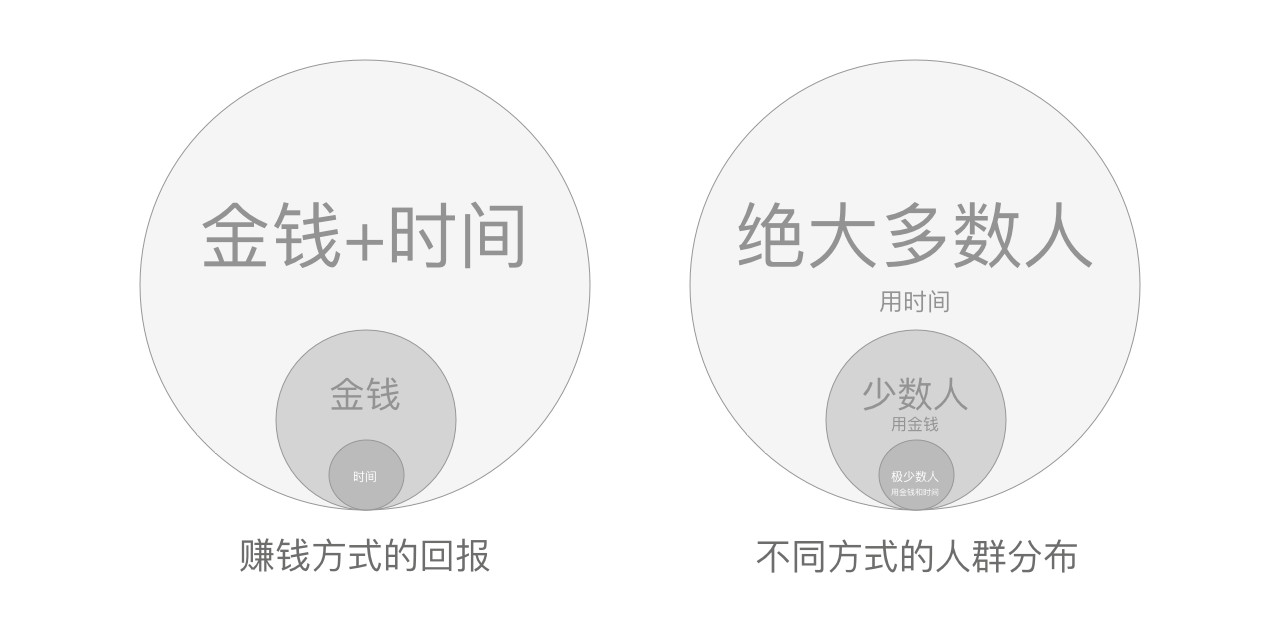 金钱+时间
金钱
时间
赚钱方式的回报
绝大多数人
用时间
少数人
用金钱
极少数人
用金钱和时间
不同方式的人群分布